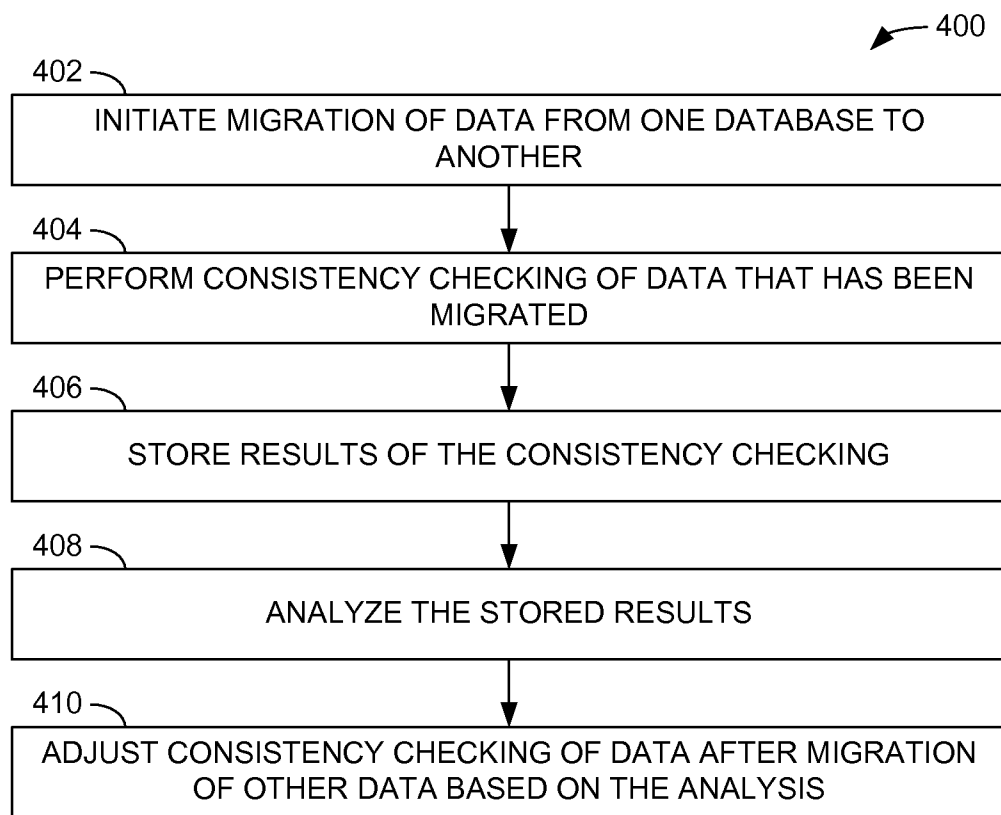 400
402
INITIATE MIGRATION OF DATA FROM ONE DATABASE TO
ANOTHER
404
PERFORM CONSISTENCY CHECKING OF DATA THAT HAS BEEN
MIGRATED
406
STORE RESULTS OF THE CONSISTENCY CHECKING
408
ANALYZE THE STORED RESULTS
410
ADJUST CONSISTENCY CHECKING OF DATA AFTER MIGRATION
OF OTHER DATA BASED ON THE ANALYSIS